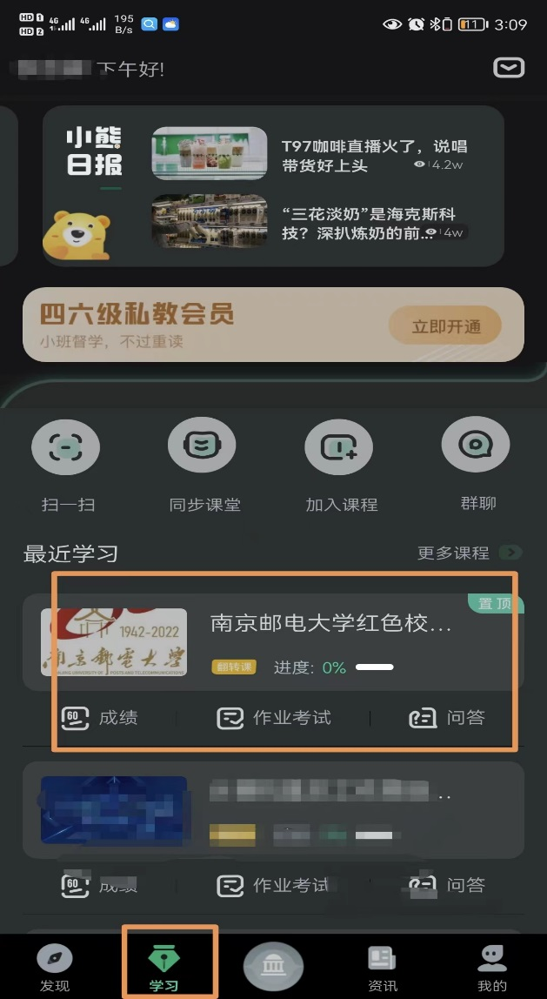 HD 1
HD 2
4G
4G
195
B/s
11
3:09
下午好!
小熊
日报
T97咖啡直播火了，说唱
带货好上头
4.2w
“三花淡奶”是海克斯科
技？深扒炼奶的前...
4w
四六级私教会员
小班督学，不过重读
立即开通
扫一扫
同步课堂
加入课程
群聊
最近学习
更多课程
置顶
1942-2022
南京郵電大學
南京邮电大学红色校...
翻转课
进度: 0%
60 成绩
作业考试
问答
..
60 成绩
作业考试
问答
发现
学习
资讯
我的